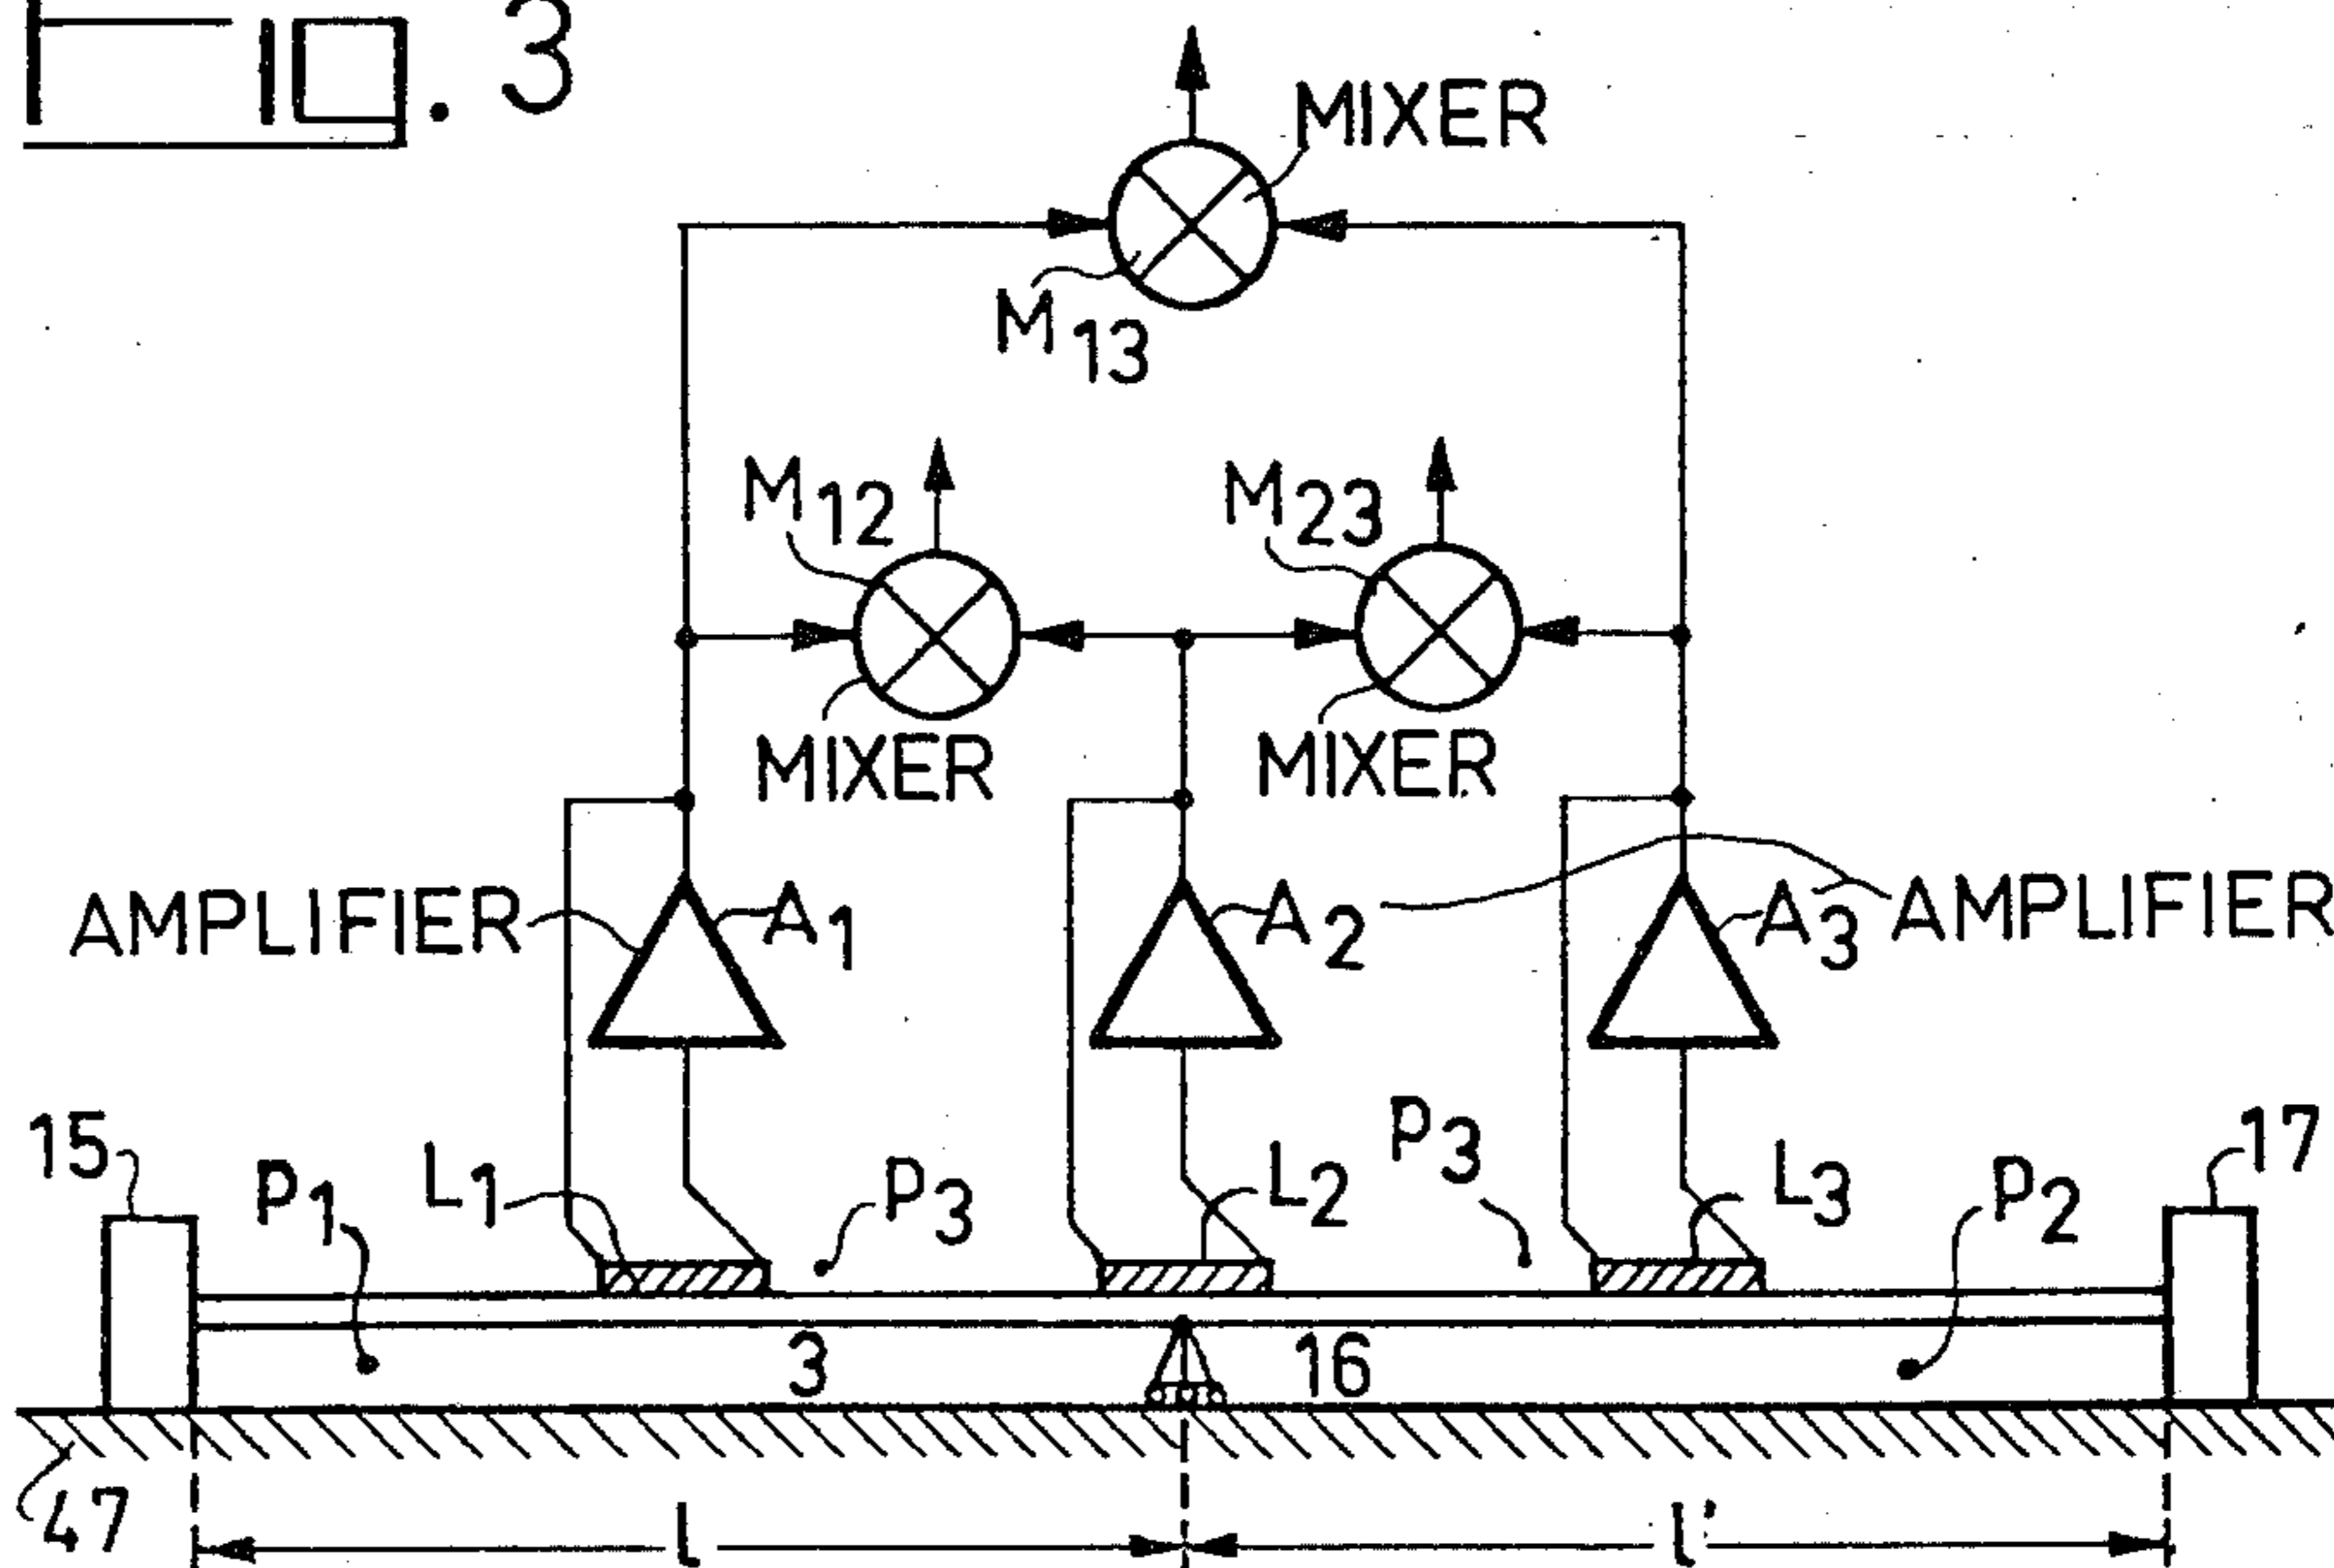 FIG. 3
MIXER
M13
M12
M23
MIXER
MIXER
AMPLIFIER
A1
A2
A3
AMPLIFIER
15
P1
L1
P3
L2
P3
L3
P2
17
3
16
47
l
l'